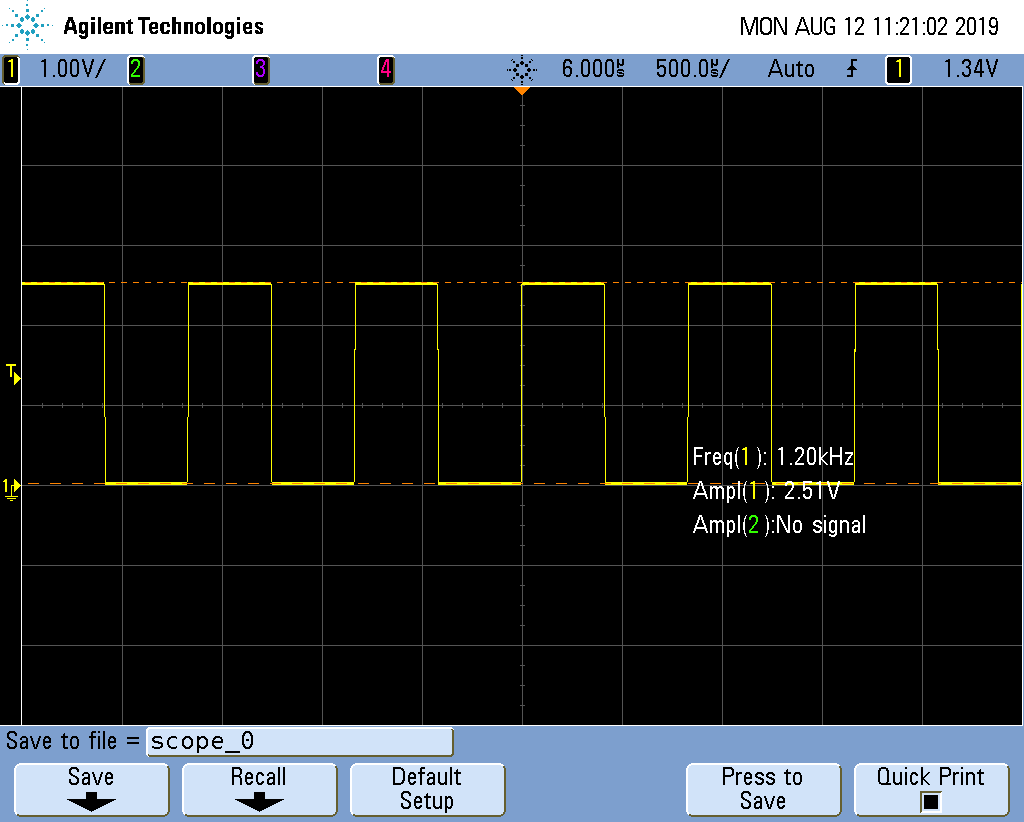 Agilent Technologies
MON AUG 12 11:21:02 2019
1 1.00V/ 2 3 4 6.000µs 500.0µs/ Auto 1 1.34V
T
1
Freq(1): 1.20kHz
Ampl(1): 2.51V
Ampl(2):No signal
Save to file = scope_0
Save
Recall
Default
Setup
Press to
Save
Quick Print